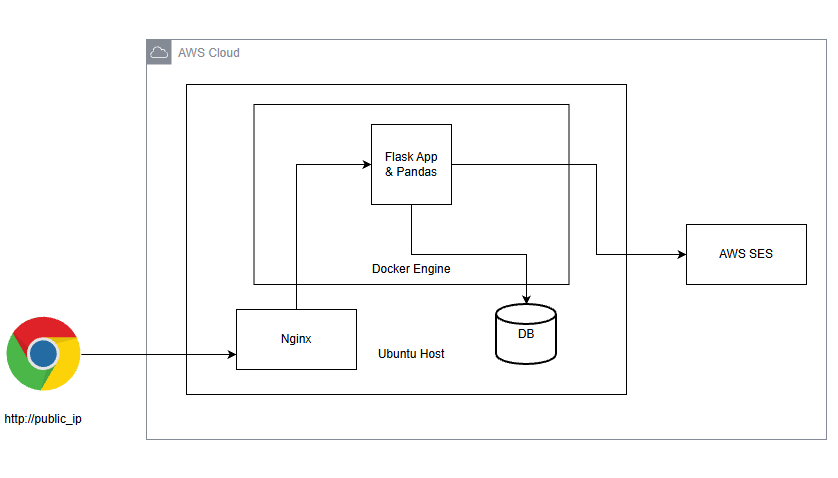 AWS Cloud
Flask App
& Pandas
AWS SES
Docker Engine
Nginx
DB
Ubuntu Host
http://public_ip